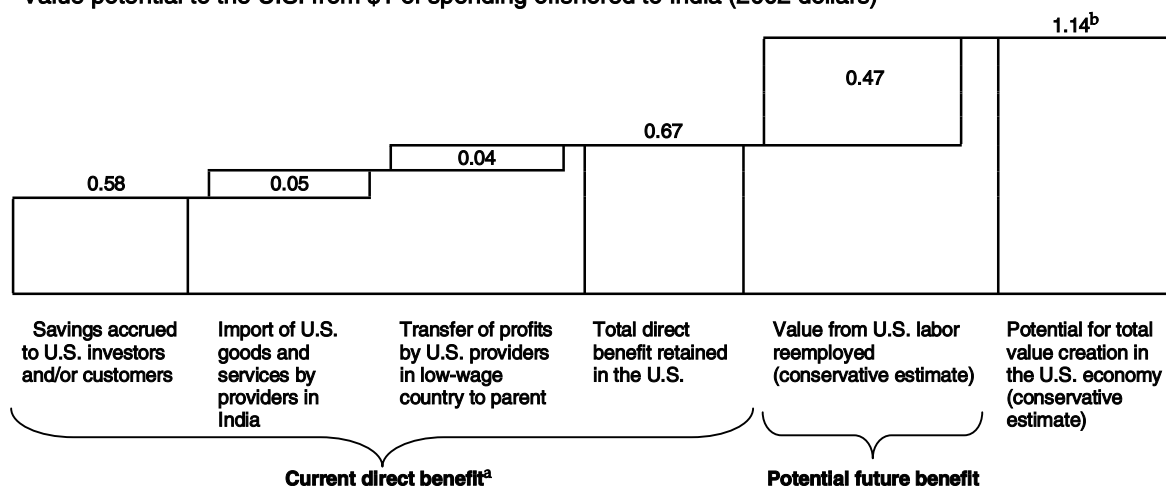 Value potential to the U.S. from $1 of spending offshored to India (2002 dollars)
1.14b
0.47
0.67
0.04
0.58
0.05
Savings accrued
to U.S. investors
and/or customers
Import of U.S.
goods and
services by
providers in
India
Transfer of profits
by U.S. providers
in low-wage
country to parent
Total direct
benefit retained
in the U.S.
Value from U.S. labor
reemployed
(conservative estimate)
Potential for total
value creation in
the U.S. economy
(conservative
estimate)
Current direct benefita
Potential future benefit